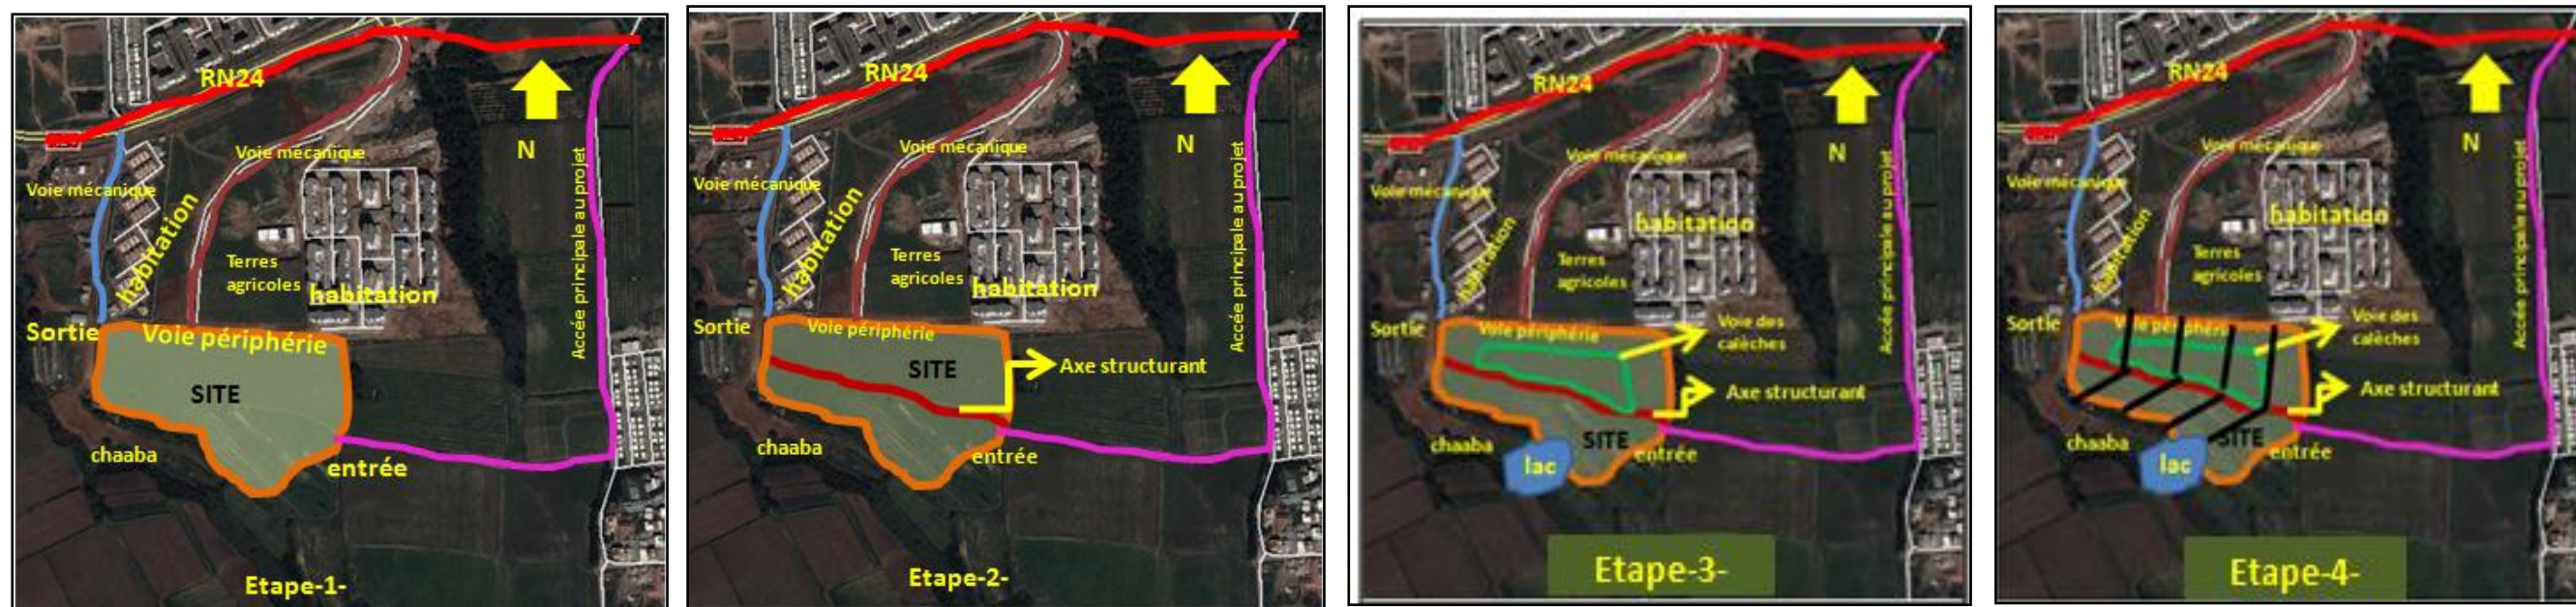 RN24
N
Voie mécanique
Voie mécanique
habitation
Accée principale au projet
Terres
agricoles
habitation
Sortie
Voie périphérie
SITE
chaaba
entrée
Etape-1-
RN24
N
Voie mécanique
Voie mécanique
habitation
Accée principale au projet
Terres
agricoles
habitation
Sortie
Voie périphérie
SITE
Axe structurant
chaaba
entrée
Etape-2-
RN24
N
Voie mécanique
Voie mécanique
habitation
habitation
Accée principale au projet
Terres
agricoles
Sortie
Voie périphérie
Voie des
calèches
Axe structurant
chaaba
SITE
entrée
lac
Etape-3-
RN24
N
Voie mécanique
Voie mécanique
habitation
habitation
Accée principale au projet
Terres
agricoles
Sortie
Voie périphérie
Voie des
calèches
Axe structurant
chaaba
SITE
entrée
lac
Etape-4-